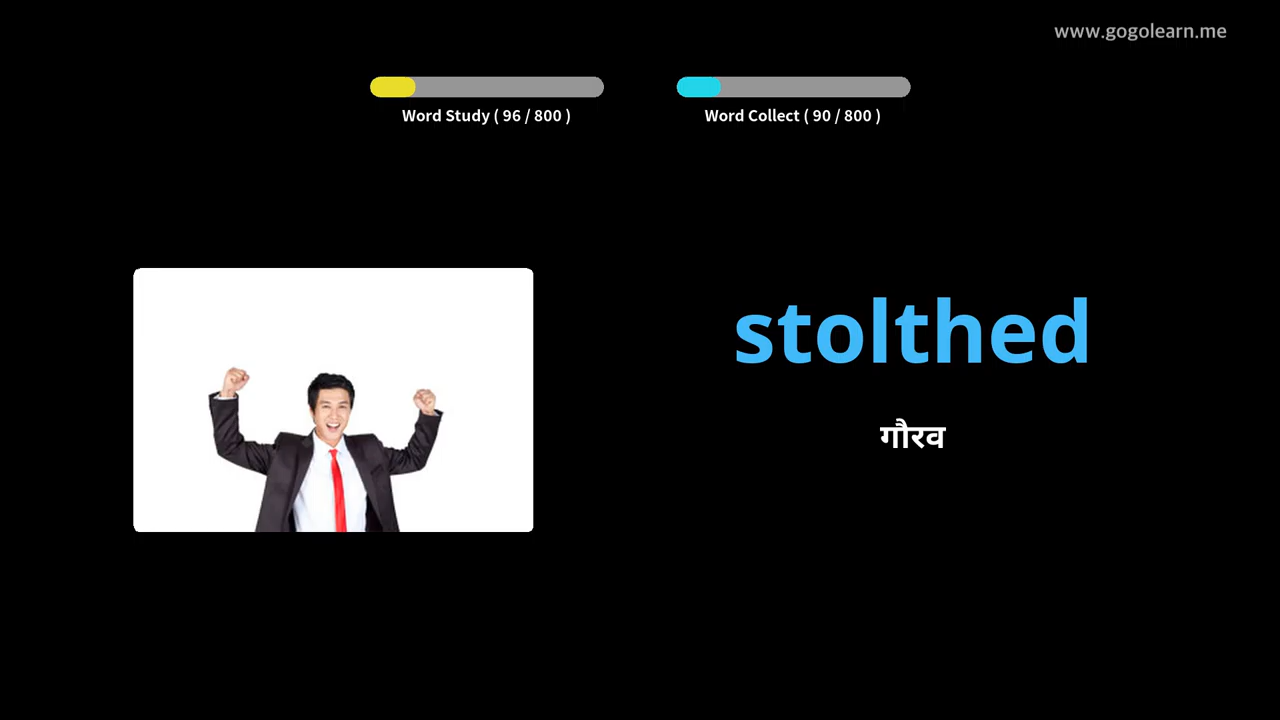 www.gogolearn.me
Word Study ( 96 / 800 )
Word Collect ( 90 / 800 )
stolthed
गौरव